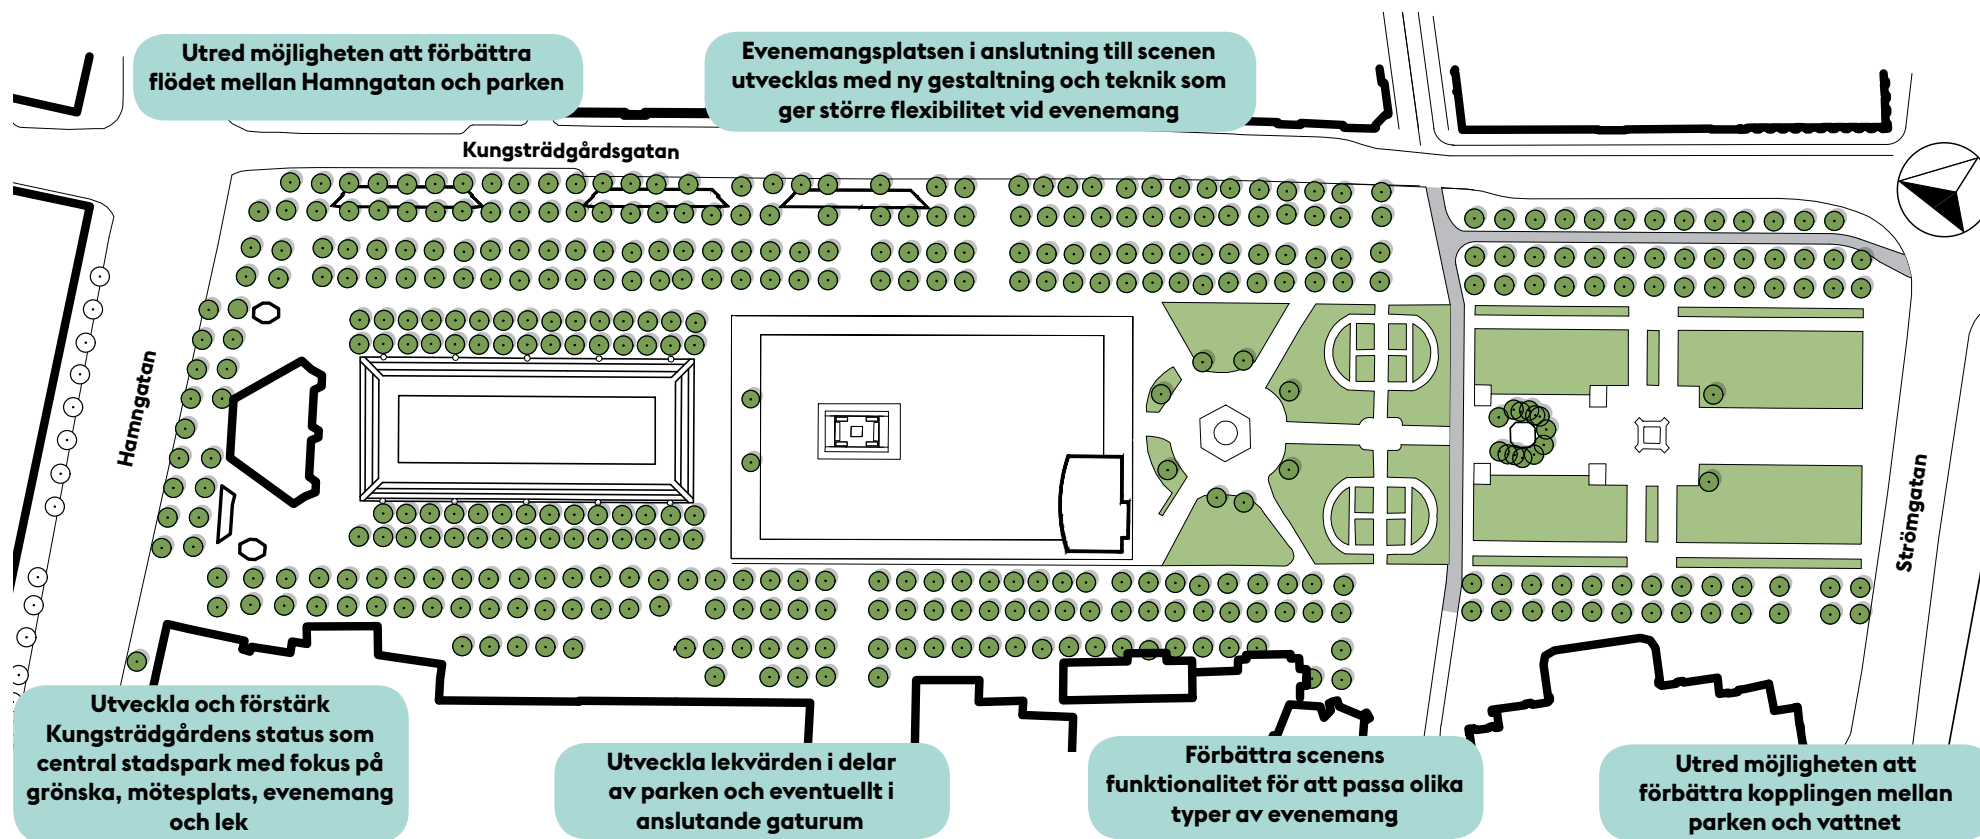 Utred möjligheten att förbättra
flödet mellan Hamngatan och parken
Evenemangsplatsen i anslutning till scenen
utvecklas med ny gestaltning och teknik som
ger större flexibilitet vid evenemang
Kungsträdgårdsgatan
Hamngatan
Strömgatan
Utveckla och förstärk
Kungsträdgårdens status som
central stadspark med fokus på
grönska, mötesplats, evenemang
och lek
Utveckla lekvärden i delar
av parken och eventuellt i
anslutande gaturum
Förbättra scenens
funktionalitet för att passa olika
typer av evenemang
Utred möjligheten att
förbättra kopplingen mellan
parken och vattnet